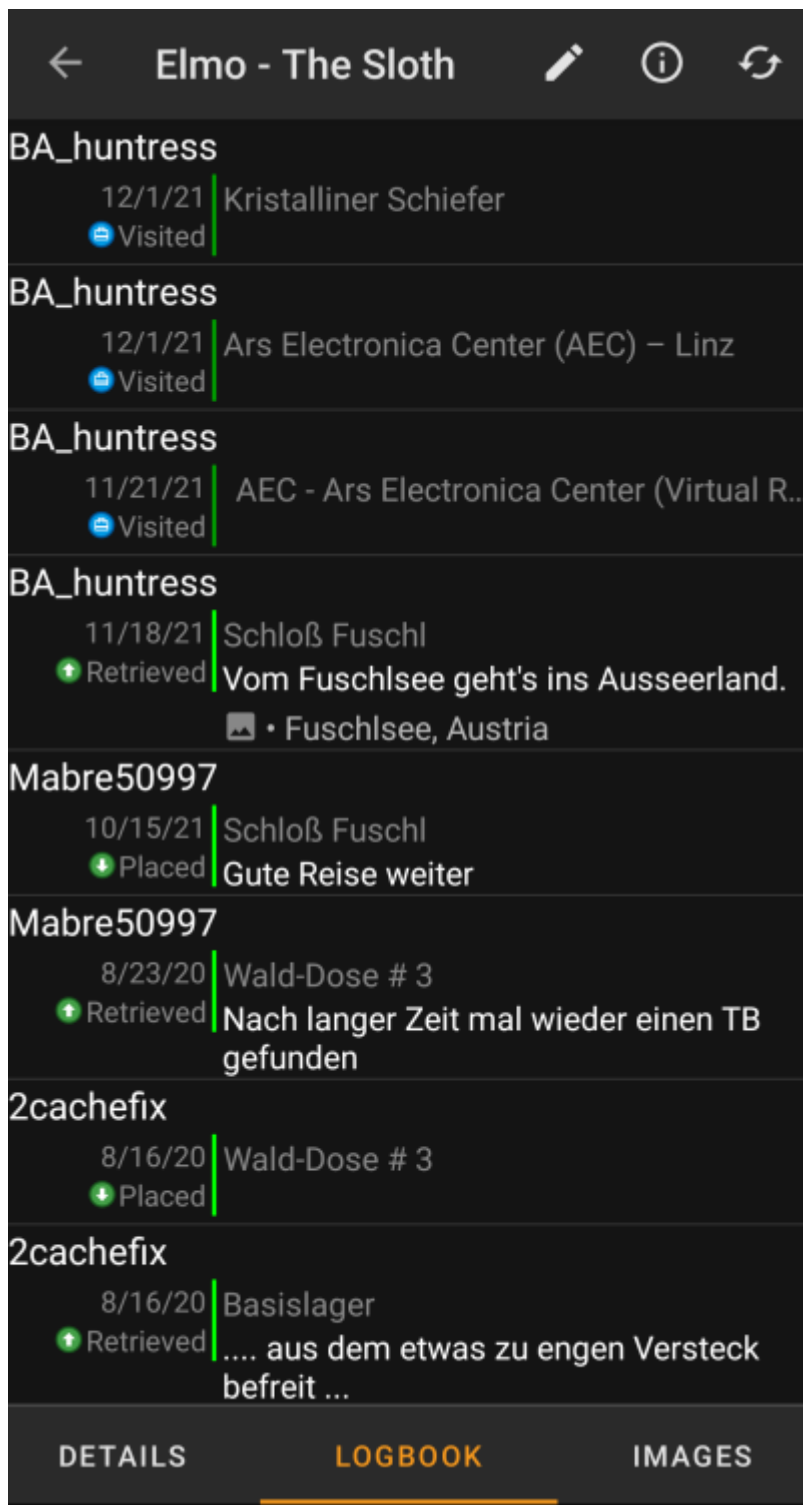 Elmo - The Sloth
BA_huntress
12/1/21 Kristalliner Schiefer
Visited
BA_huntress
12/1/21 Ars Electronica Center (AEC) – Linz
Visited
BA_huntress
11/21/21 AEC - Ars Electronica Center (Virtual R..
Visited
BA_huntress
11/18/21 Schloß Fuschl
Retrieved Vom Fuschlsee geht's ins Ausseerland.
• Fuschlsee, Austria
Mabre50997
10/15/21 Schloß Fuschl
Placed Gute Reise weiter
Mabre50997
8/23/20 Wald-Dose # 3
Retrieved Nach langer Zeit mal wieder einen TB
gefunden
2cachefix
8/16/20 Wald-Dose # 3
Placed
2cachefix
8/16/20 Basislager
Retrieved .... aus dem etwas zu engen Versteck
befreit ...
DETAILS LOGBOOK IMAGES